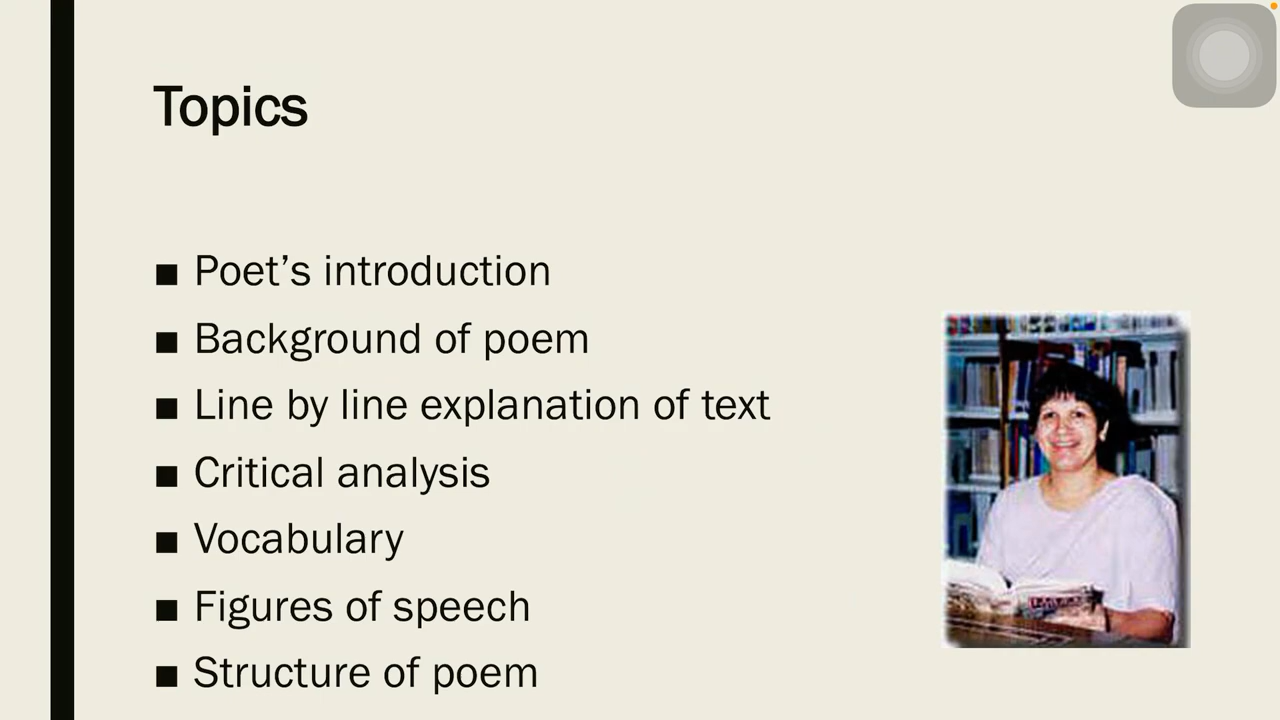 Topics
■ Poet’s introduction
■ Background of poem
■ Line by line explanation of text
■ Critical analysis
■ Vocabulary
■ Figures of speech
■ Structure of poem